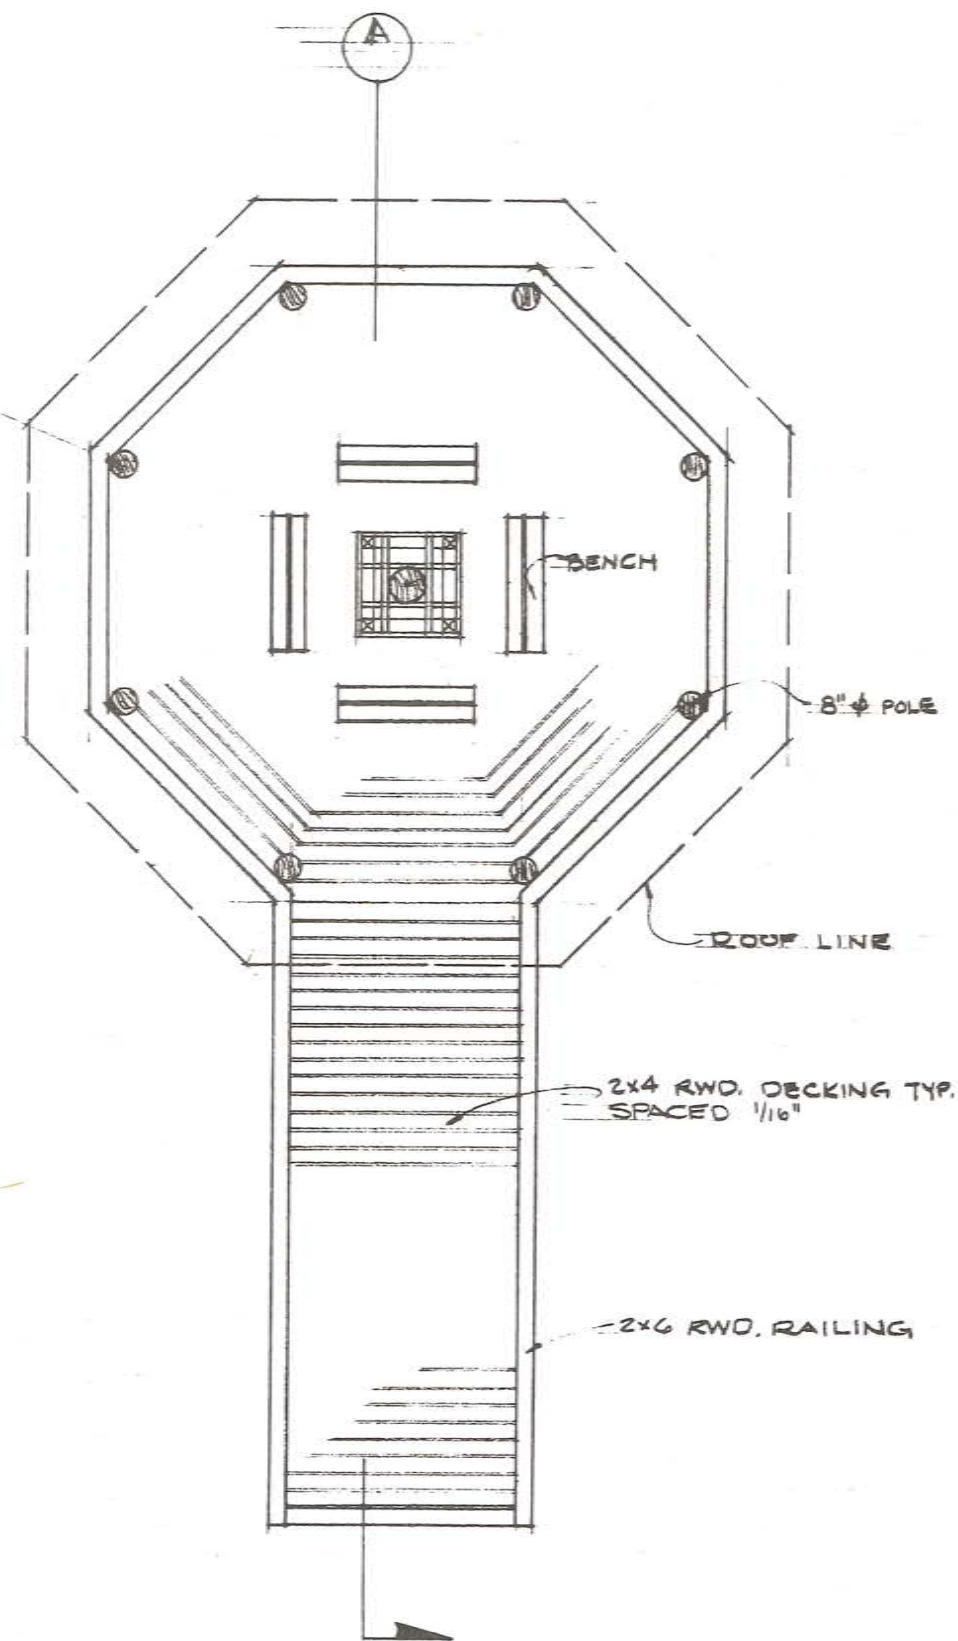 A
BENCH
8" ⌀ POLE
ROOF LINE
2x4 RWD. DECKING TYP.
SPACED 1/16"
2x6 RWD. RAILING